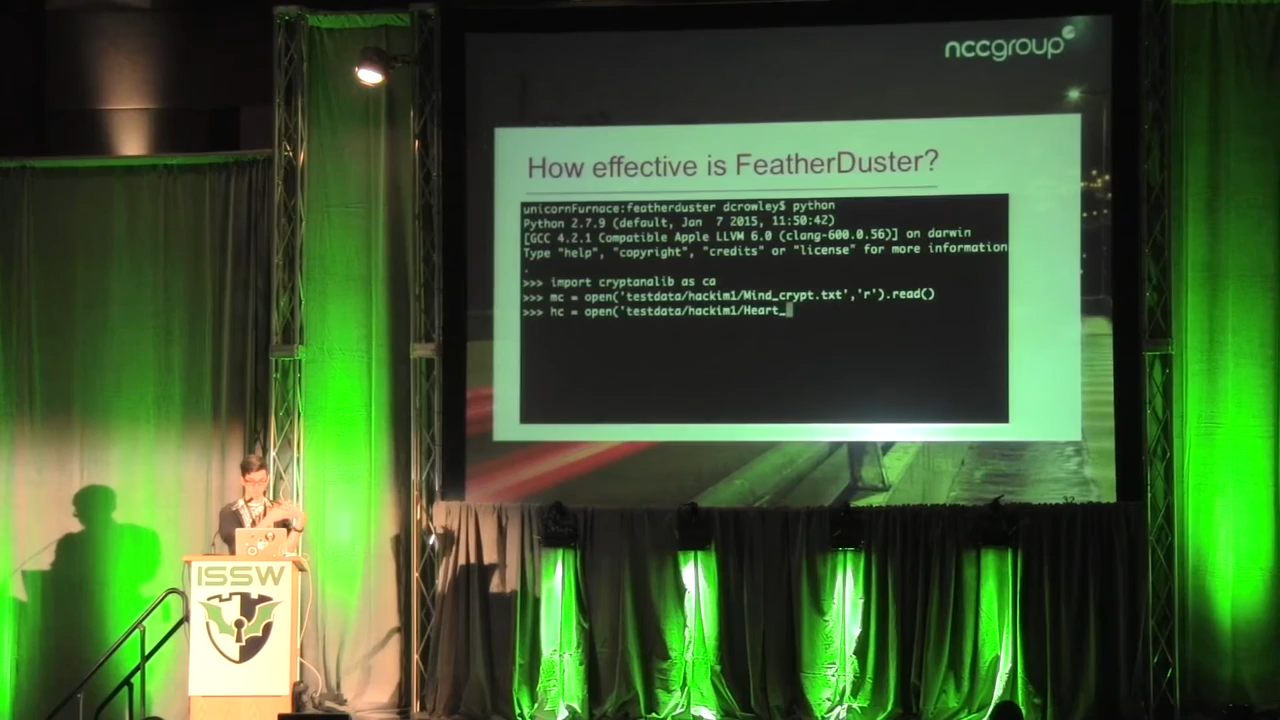 nccgroup
How effective is FeatherDuster?
unicornFurnace:featherduster dcrowley$ python
Python 2.7.9 (default, Jan  7 2015, 11:50:42)
[GCC 4.2.1 Compatible Apple LLVM 6.0 (clang-600.0.56)] on darwin
Type "help", "copyright", "credits" or "license" for more information
.
>>> import cryptanalib as ca
>>> mc = open('testdata/hackim1/Mind_crypt.txt','r').read()
>>> hc = open('testdata/hackim1/Heart_
32
ISSW